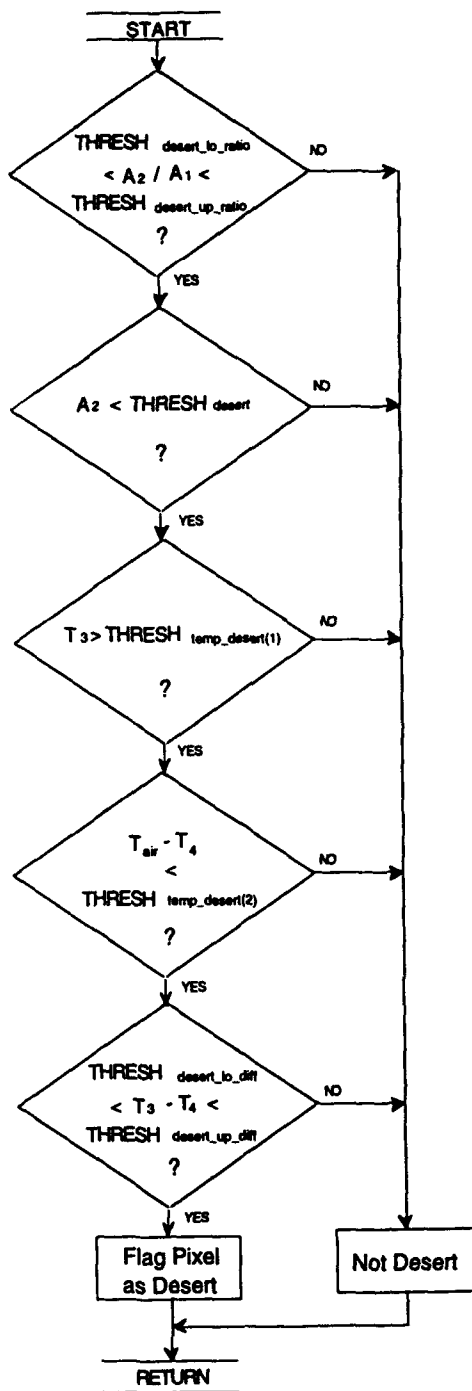 START
THRESH desert_lo_ratio
< A2 / A1 <
THRESH desert_up_ratio
?
NO
YES
A2 < THRESH desert
?
NO
YES
T3 > THRESH temp_desert(1)
?
NO
YES
Tair - T4
<
THRESH temp_desert(2)
?
NO
YES
THRESH desert_lo_diff
< T3 - T4 <
THRESH desert_up_diff
?
NO
YES
Flag Pixel
as Desert
Not Desert
RETURN